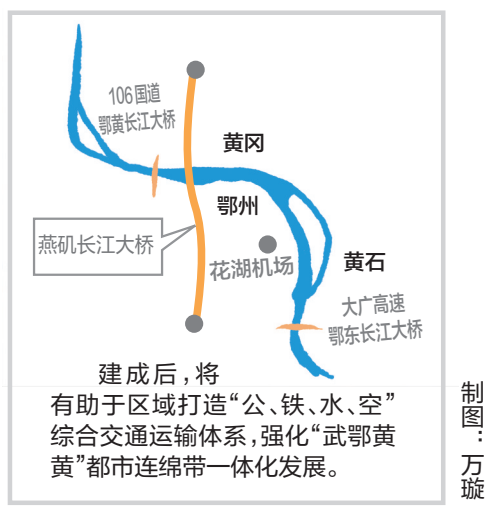 106国道
鄂黄长江大桥
黄冈
鄂州
燕矶长江大桥
花湖机场
黄石
大广高速
鄂东长江大桥
建成后,将
有助于区域打造“公、铁、水、空”
综合交通运输体系,强化“武鄂黄
黄”都市连绵带一体化发展。
制图：万璇